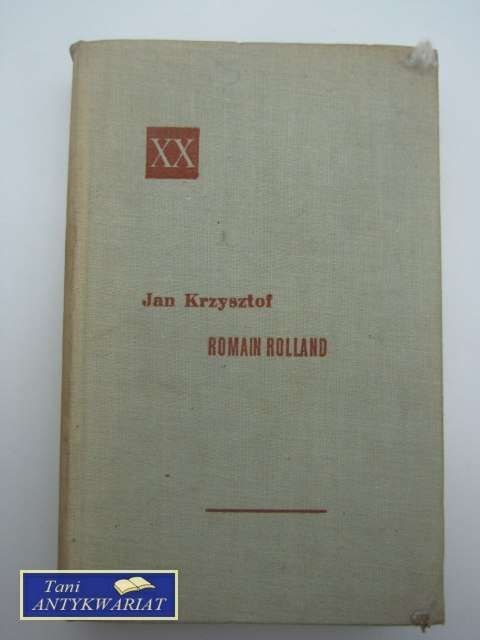 XX
Jan Krzysztof
ROMAIN ROLLAND
Tani
ANTYKWARIAT